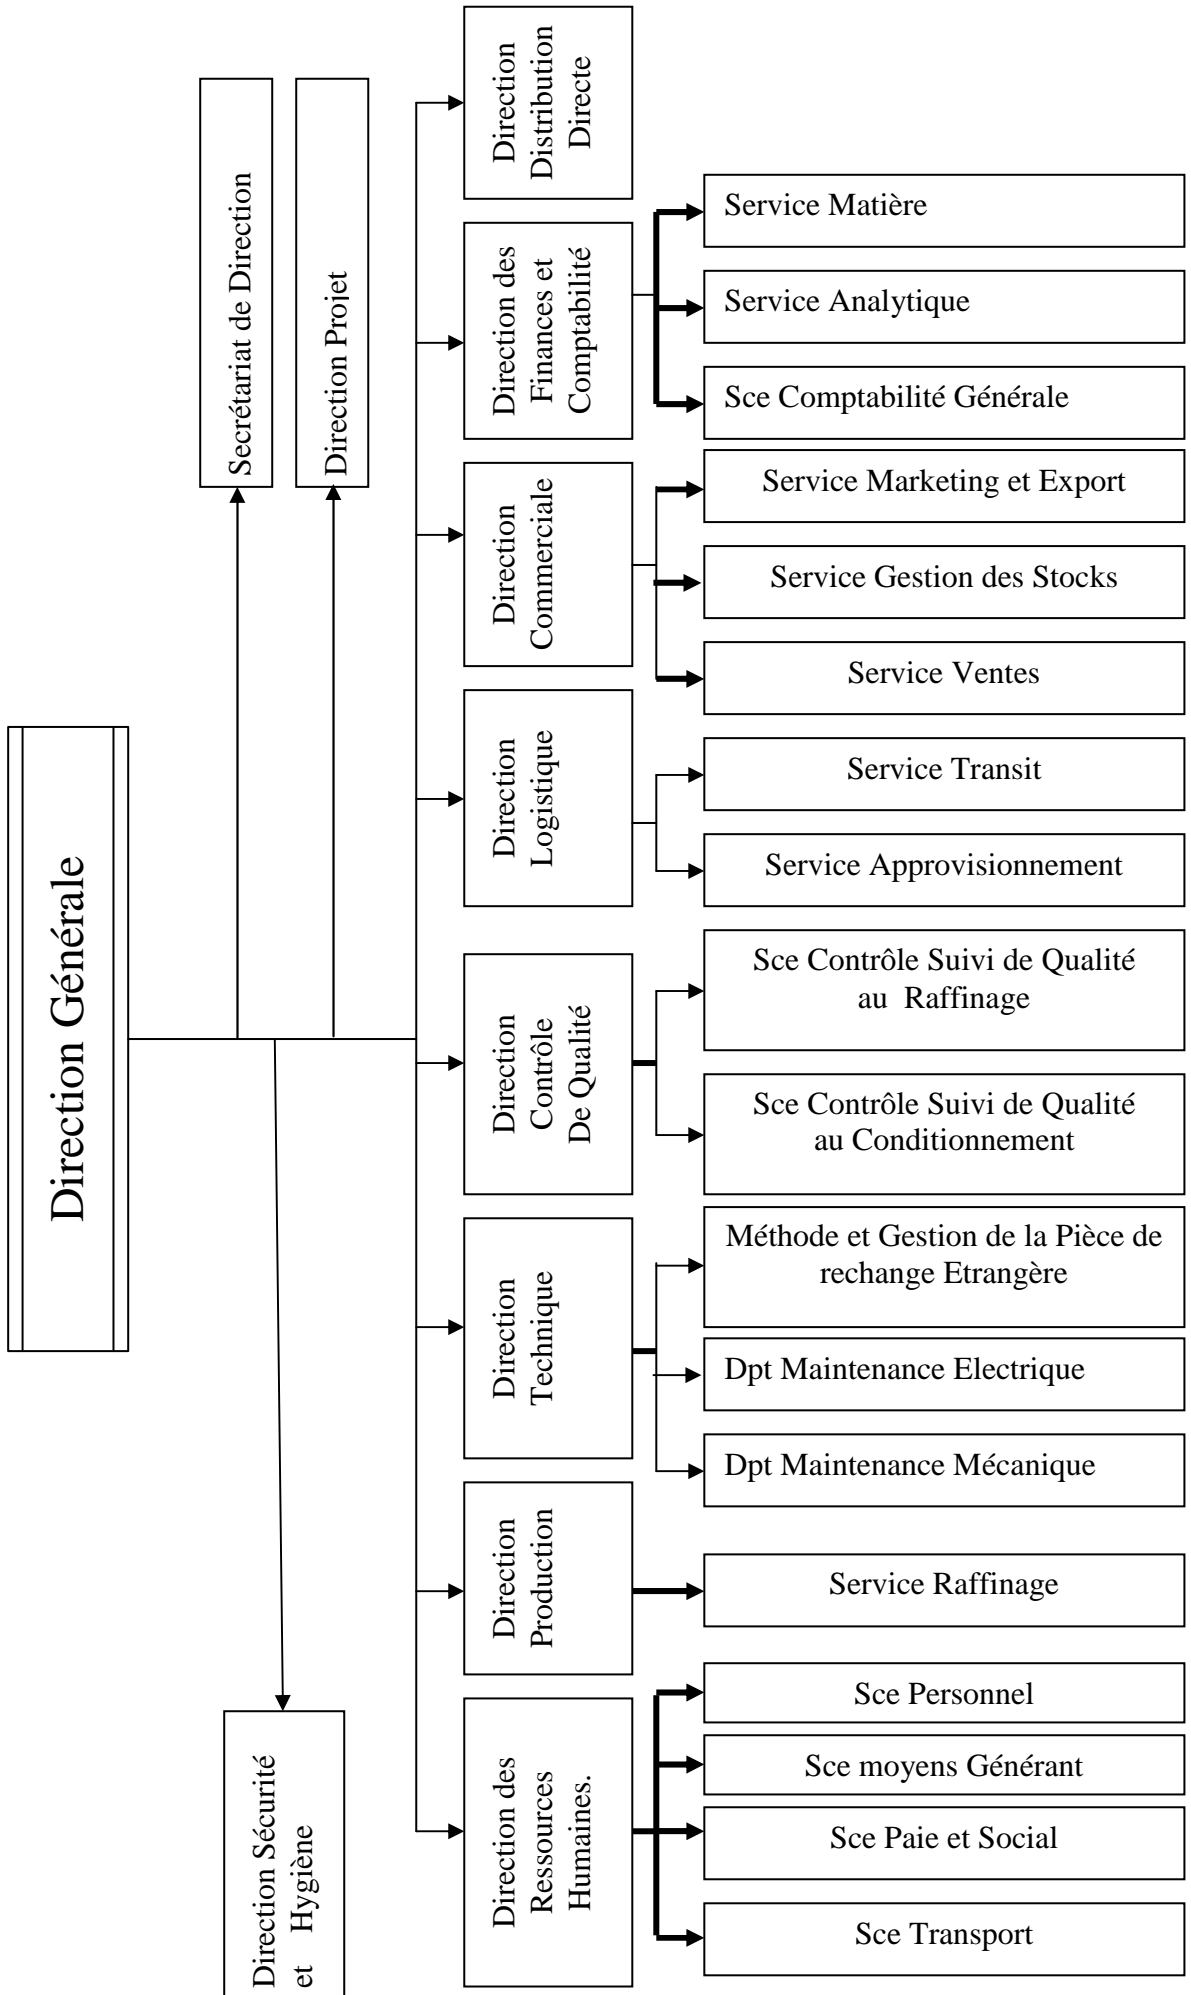 Direction Générale
Secrétariat de Direction
Direction Projet
Direction Sécurité
et Hygiène
Direction
Distribution
Directe
Direction des
Finances et
Comptabilité
Service Matière
Service Analytique
Sce Comptabilité Générale
Direction
Commerciale
Service Marketing et Export
Service Gestion des Stocks
Service Ventes
Direction
Logistique
Service Transit
Service Approvisionnement
Direction
Contrôle
De Qualité
Sce Contrôle Suivi de Qualité
au Raffinage
Sce Contrôle Suivi de Qualité
au Conditionnement
Direction
Technique
Méthode et Gestion de la Pièce de
rechange Etrangère
Dpt Maintenance Electrique
Dpt Maintenance Mécanique
Direction
Production
Service Raffinage
Direction des
Ressources
Humaines.
Sce Personnel
Sce moyens Générant
Sce Paie et Social
Sce Transport